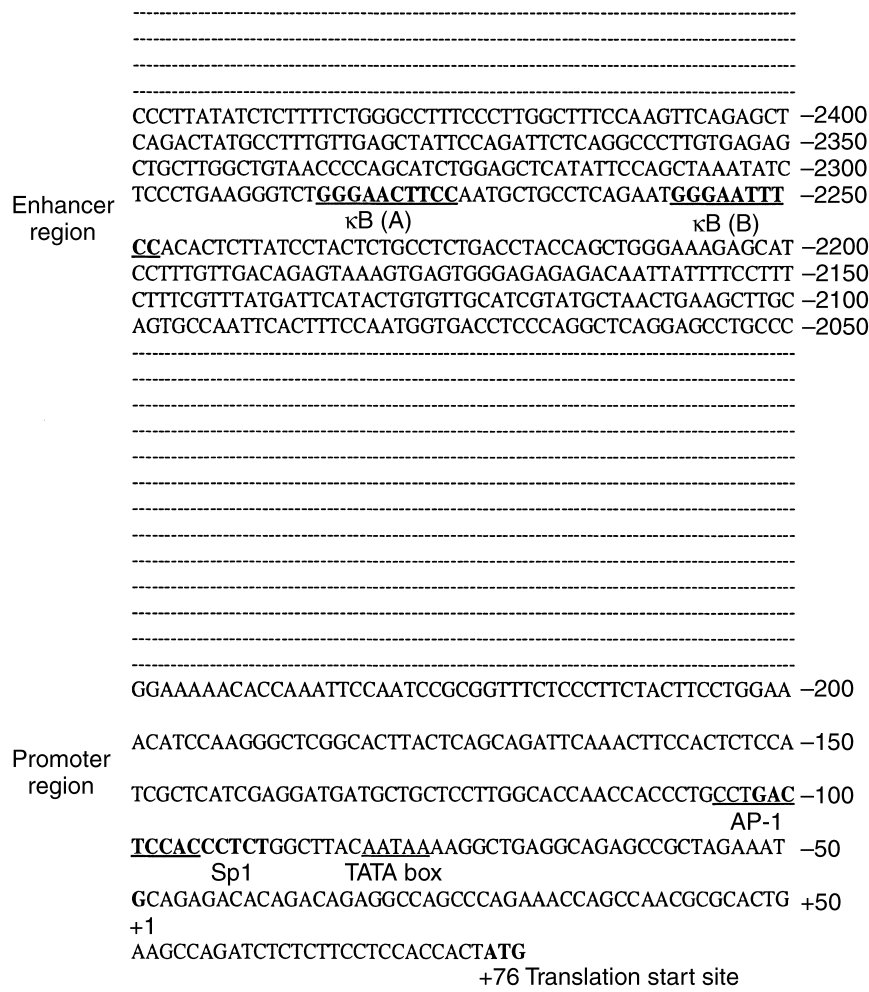 CCCTTATATCTCTTTTCTGGGCCTTTCCCTTGGCTTTCCAAGTTCAGAGCT –2400
CAGACTATGCCTTTGTTGAGCTATTCCAGATTCTCAGGCCCTTGTGAGAG –2350
CTGCTTGGCTGTAACCCCAGCATCTGGAGCTCATATTCCAGCTAAATATC –2300
TCCCTGAAGGGTCTGGGAACTTCCAATGCTGCCTCAGAATGGGAATTT –2250
Enhancer region
κB (A) κB (B)
CCACACTCTTATCCTACTCTGCCTCTGACCTACCAGCTGGGAAAGAGCAT –2200
CCTTTGTTGACAGAGTAAAGTGAGTGGGAGAGAGACAATTATTTTCCTTT –2150
CTTTCGTTTATGATTCATACTGTGTTGCATCGTATGCTAACTGAAGCTTGC –2100
AGTGCCAATTCACTTTCCAATGGTGACCTCCCAGGCTCAGGAGCCTGCCC –2050
GGAAAAACACCAAATTCCAATCCGCGGTTTCTCCCTTCTACTTCCTGGAA –200
ACATCCAAGGGCTCGGCACTTACTCAGCAGATTCAAACTTCCACTCTCCA –150
Promoter region
TCGCTCATCGAGGATGATGCTGCTCCTTGGCACCAACCACCCTGCCTGAC –100
AP-1
TCCACCCCTCTGGCTTACAATAAAAGGCTGAGGCAGAGCCGCTAGAAAT –50
Sp1 TATA box
GCAGAGACACAGACAGAGGCCAGCCCAGAAACCAGCCAACGCGCACTG +50
+1
AAGCCAGATCTCTCTTCCTCCACCACTATG
+76 Translation start site